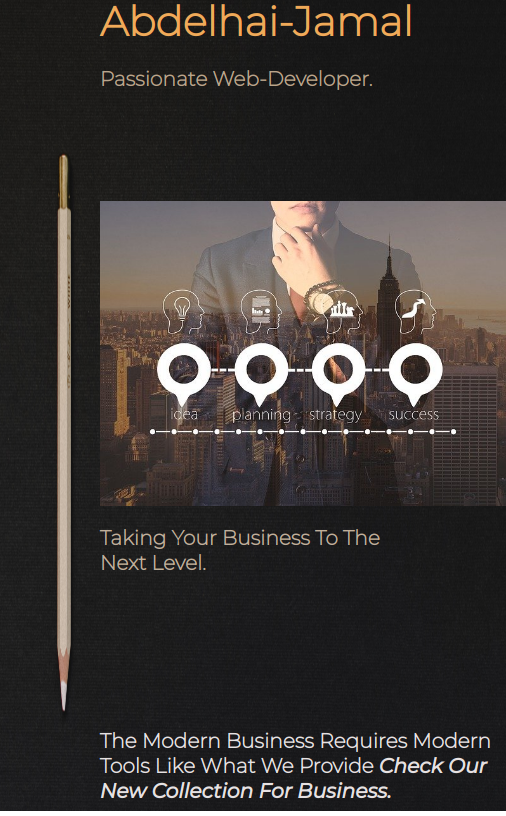 Abdelhai-Jamal
Passionate Web-Developer.
idea planning strategy success
Taking Your Business To The
Next Level.
The Modern Business Requires Modern
Tools Like What We Provide Check Our
New Collection For Business.